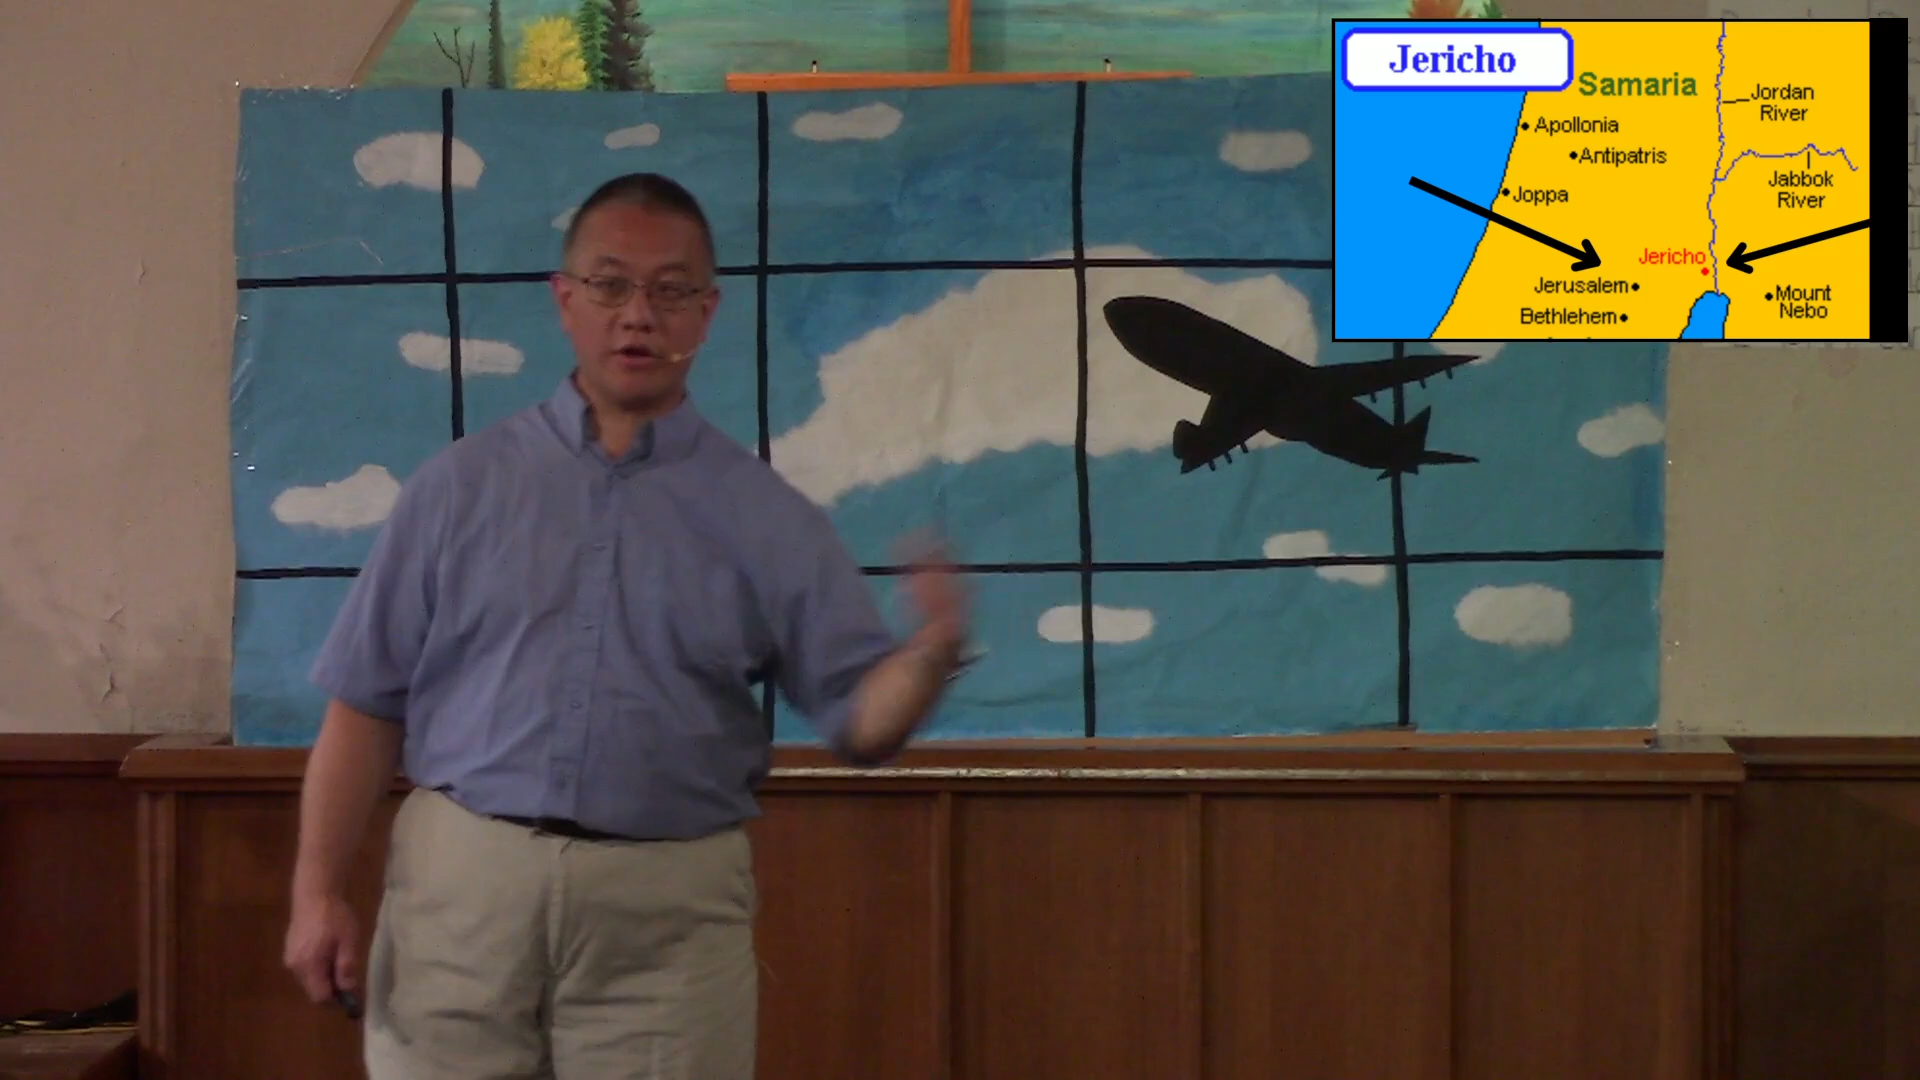 Jericho
Samaria
Jordan
River
Apollonia
Antipatris
Jabbok
River
Joppa
Jericho
Jerusalem
Mount
Nebo
Bethlehem